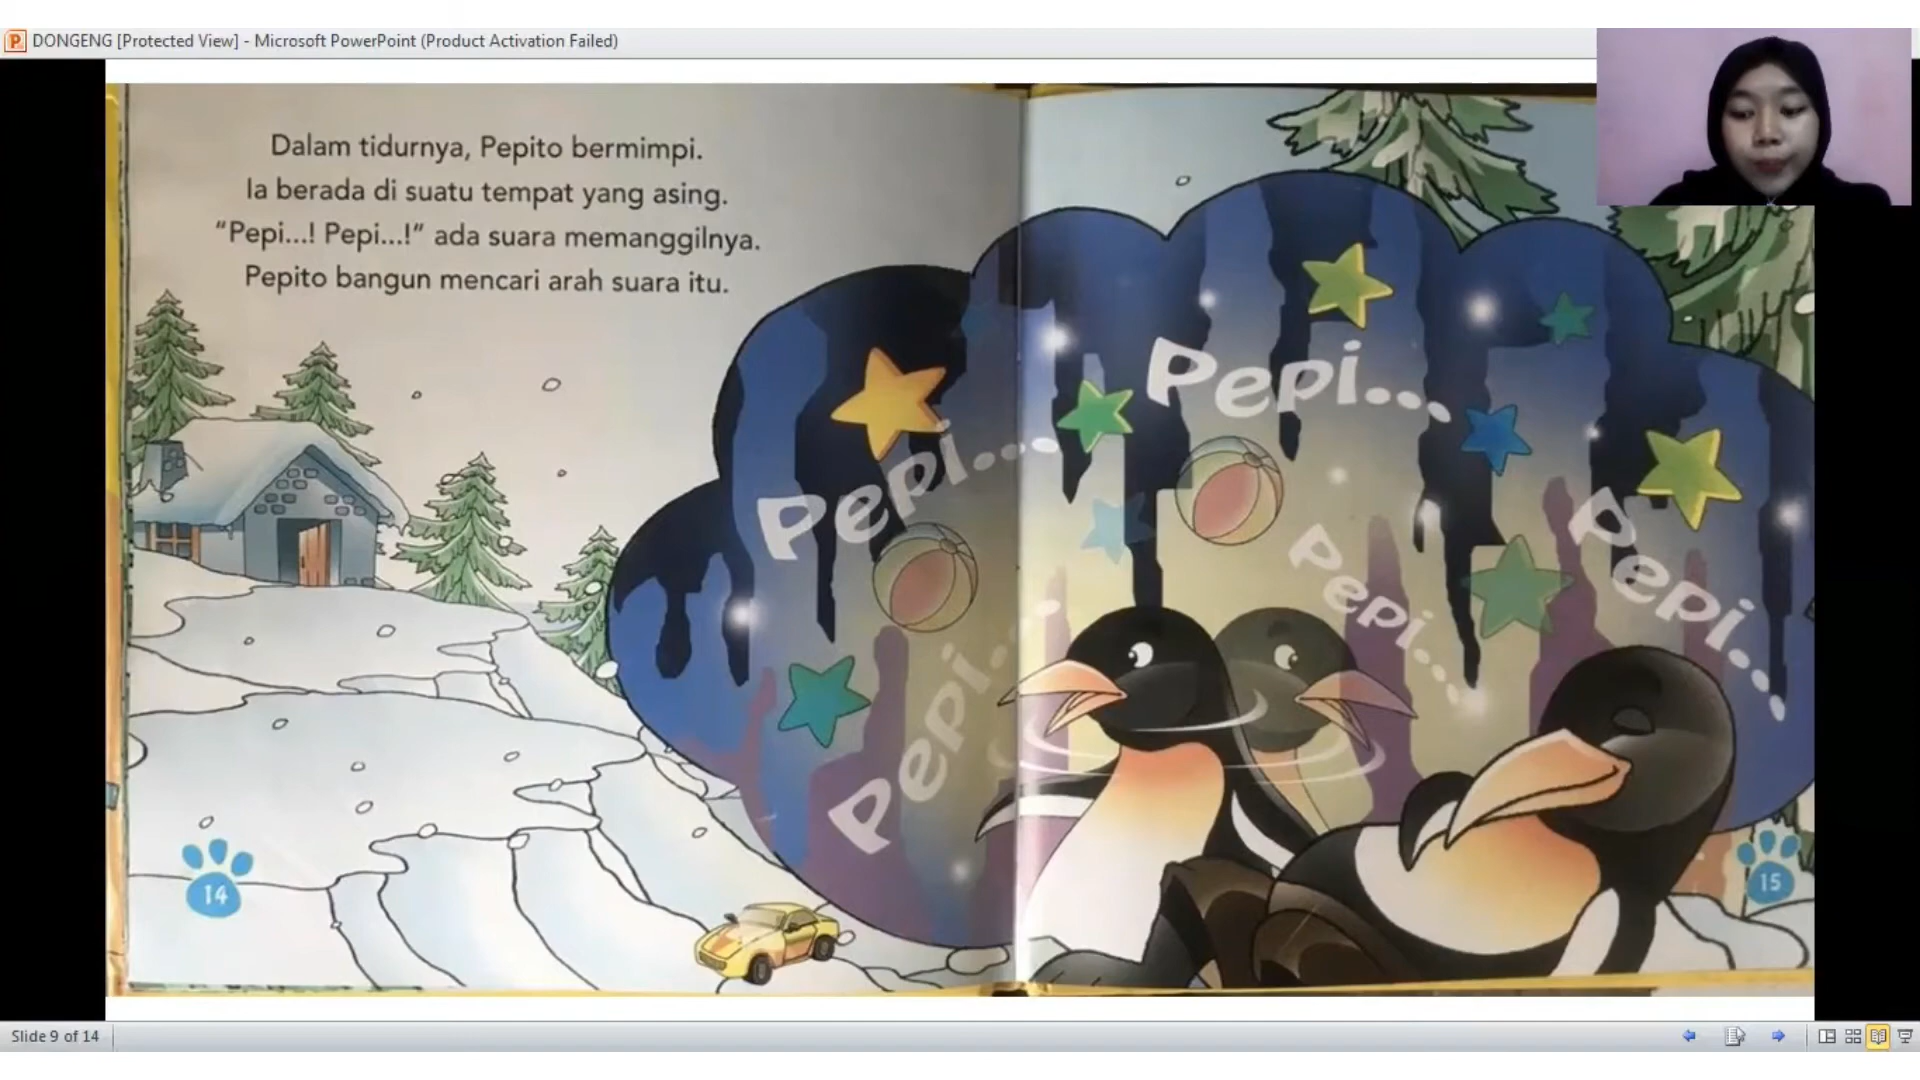 DONGENG [Protected View] - Microsoft PowerPoint (Product Activation Failed)
Dalam tidurnya, Pepito bermimpi.
Ia berada di suatu tempat yang asing.
“Pepi...! Pepi...!” ada suara memanggilnya.
Pepito bangun mencari arah suara itu.
Pepi...
Pepi...
Pepi...
Pepi...
Pepi...
14
15
Slide 9 of 14